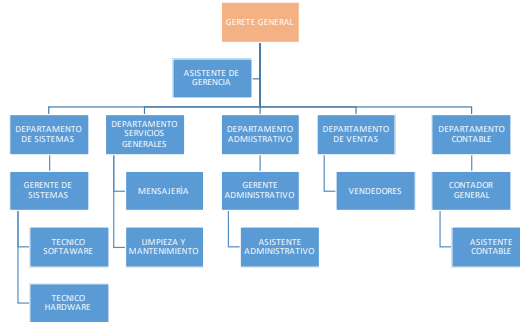 GERETE GENERAL
ASISTENTE DE
GERENCIA
DEPARTAMENTO
DE SISTEMAS
DEPARTAMENTO
SERVICIOS
GENERALES
DEPARTAMENTO
ADMISTRATIVO
DEPARTAMENTO
DE VENTAS
DEPARTAMENTO
CONTABLE
GERENTE DE
SISTEMAS
MENSAJERÍA
GERENTE
ADMINISTRATIVO
VENDEDORES
CONTADOR
GENERAL
TECNICO
SOFTAWARE
LIMPIEZA Y
MANTENIMIENTO
ASISTENTE
ADMINISTRATIVO
ASISTENTE
CONTABLE
TECNICO
HARDWARE